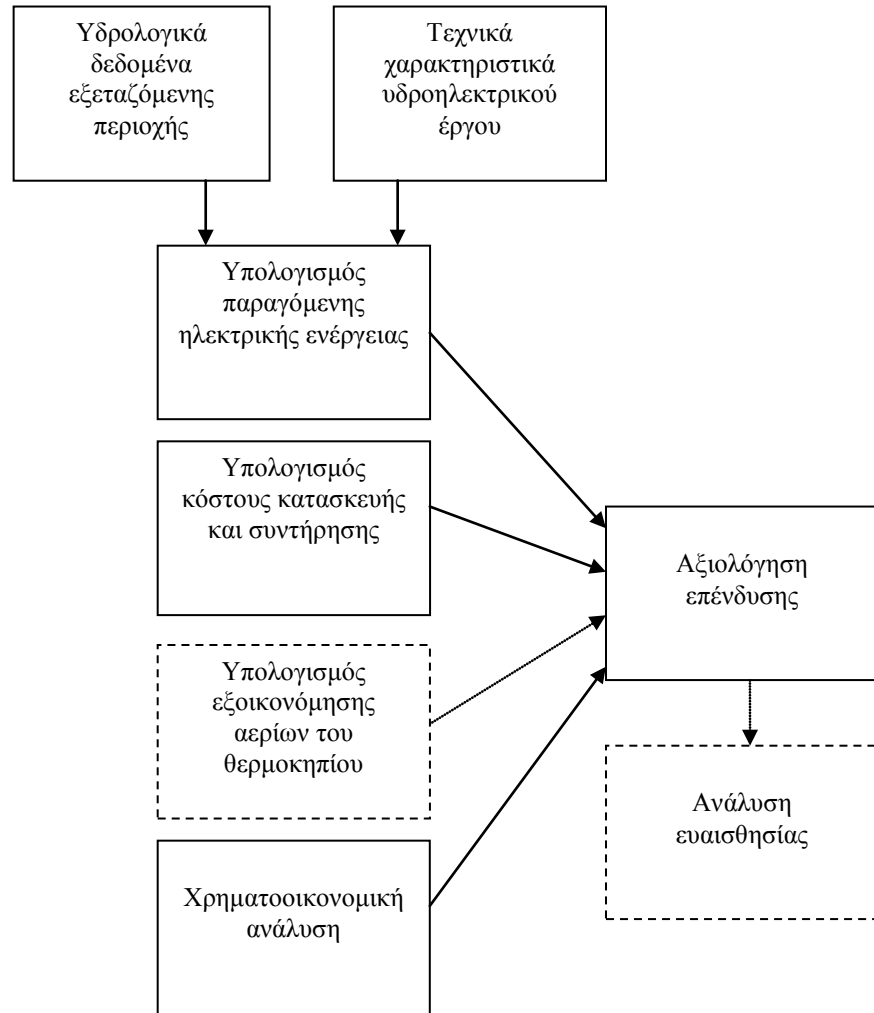 Υδρολογικά
δεδομένα
εξεταζόμενης
περιοχής
Τεχνικά
χαρακτηριστικά
υδροηλεκτρικού
έργου
Υπολογισμός
παραγόμενης
ηλεκτρικής ενέργειας
Υπολογισμός
κόστους κατασκευής
και συντήρησης
Υπολογισμός
εξοικονόμησης
αερίων του
θερμοκηπίου
Χρηματοοικονομική
ανάλυση
Αξιολόγηση
επένδυσης
Ανάλυση
ευαισθησίας